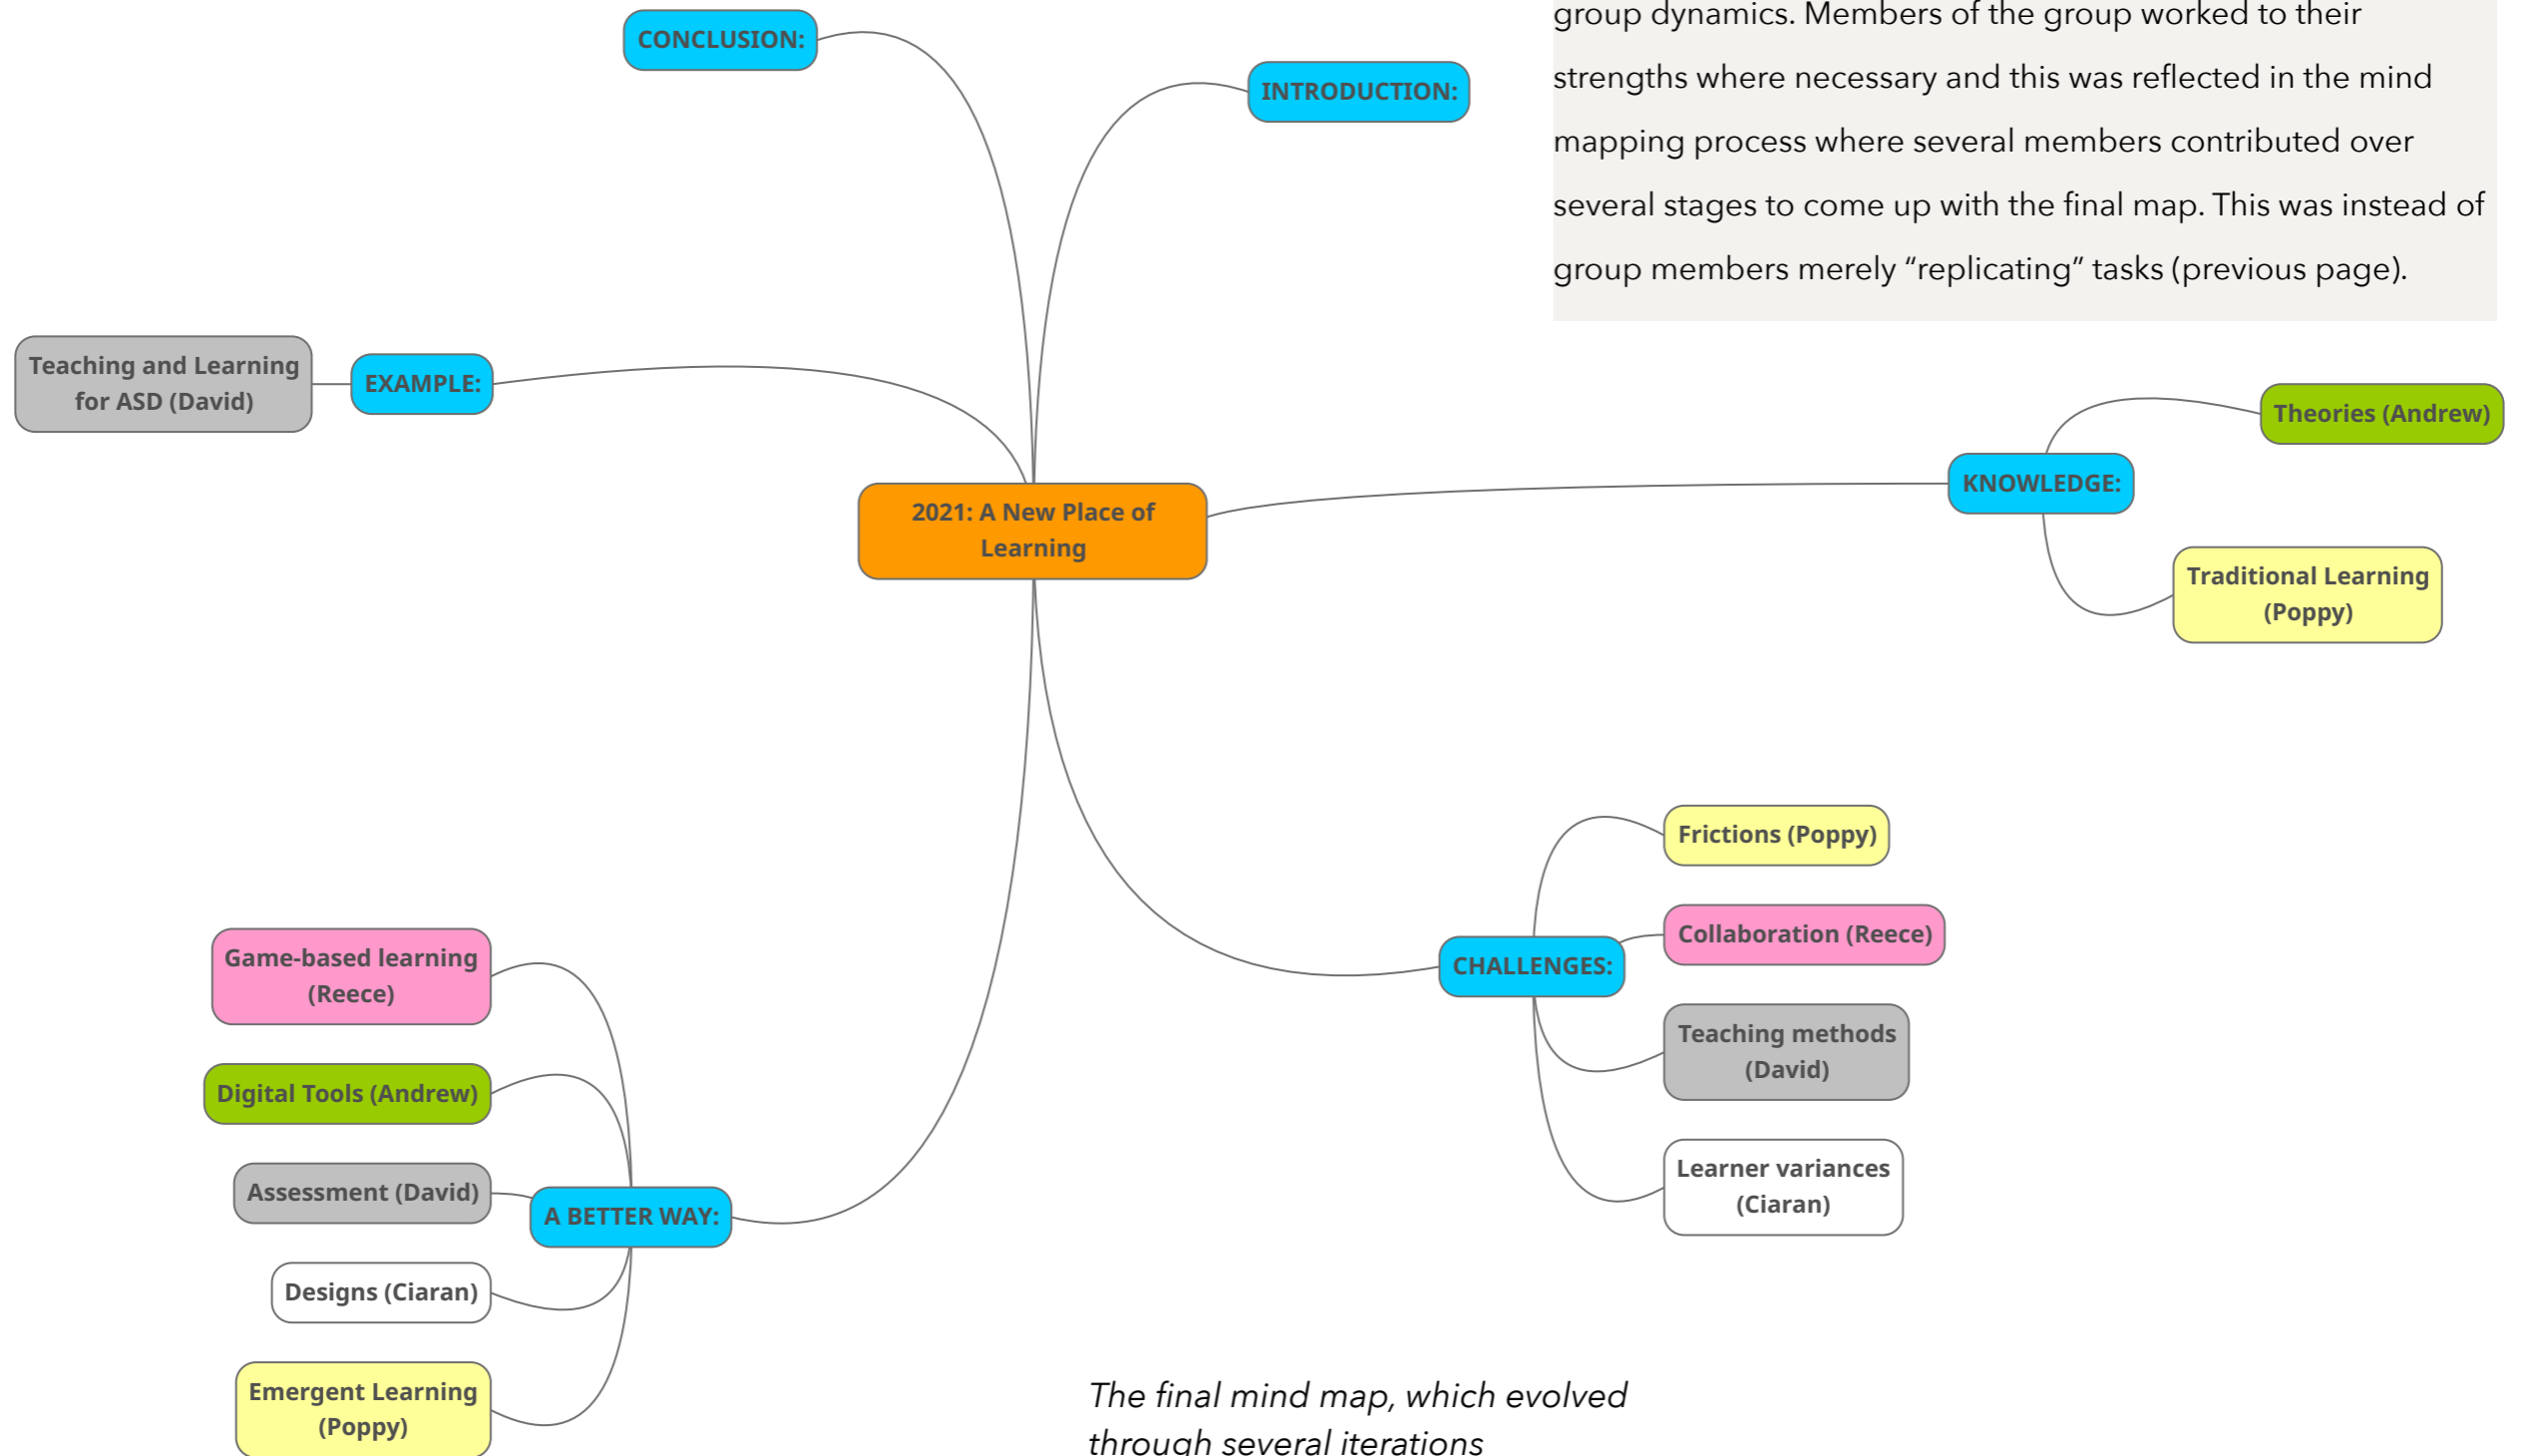 group dynamics. Members of the group worked to their
strengths where necessary and this was reflected in the mind
mapping process where several members contributed over
several stages to come up with the final map. This was instead of
group members merely “replicating” tasks (previous page).
CONCLUSION:
INTRODUCTION:
Teaching and Learning
for ASD (David)
EXAMPLE:
2021: A New Place of
Learning
KNOWLEDGE:
Theories (Andrew)
Traditional Learning
(Poppy)
CHALLENGES:
Frictions (Poppy)
Collaboration (Reece)
Teaching methods
(David)
Learner variances
(Ciaran)
A BETTER WAY:
Game-based learning
(Reece)
Digital Tools (Andrew)
Assessment (David)
Designs (Ciaran)
Emergent Learning
(Poppy)
The final mind map, which evolved
through several iterations